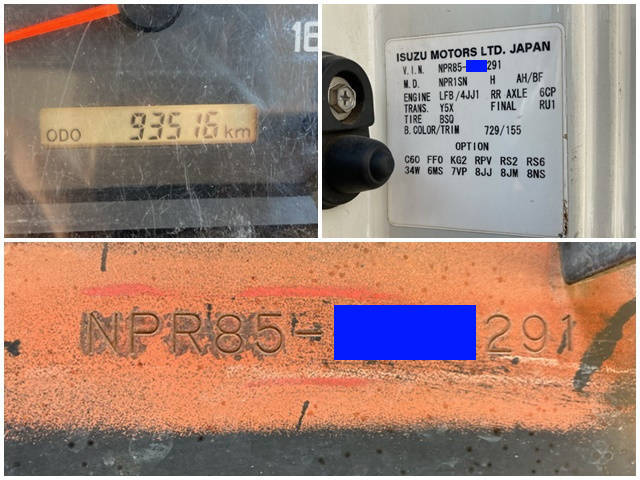 16
ODO 93516 km
ISUZU MOTORS LTD. JAPAN
V.I.N. NPR85- 291
M.D. NPR1SN H AH/BF
ENGINE LFB/4JJ1 RR AXLE 6CP
TRANS. Y5X FINAL RU1
TIRE BSQ
B.COLOR/TRIM 729/155
OPTION
C60 FF0 KG2 RPV RS2 RS6
34W 6MS 7VP 8JJ 8JM 8NS
NPR85- 291